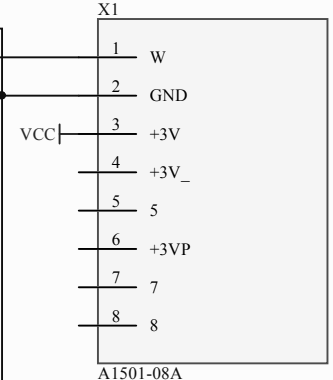 X1
1 W
2 GND
VCC 3 +3V
4 +3V_
5 5
6 +3VP
7 7
8 8
A1501-08A